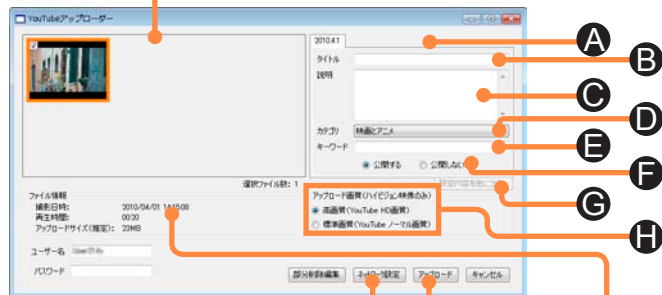 YouTubeアップローダー
2010.4.1
A
タイトル
B
説明
C
カテゴリ 映画とアニメ
D
キーワード
E
公開する 公開しない
F
選択ファイル数: 1
G
ファイル情報
撮影日時: 2010/04/01
再生時間: 00:20
アップロードサイズ(推定): 23MB
アップロード画質(ハイビジョン映像のみ)
高画質(YouTube HD画質)
標準画質(YouTube ノーマル画質)
H
ユーザー名
パスワード
部分削除編集 ネットワーク設定 アップロード キャンセル